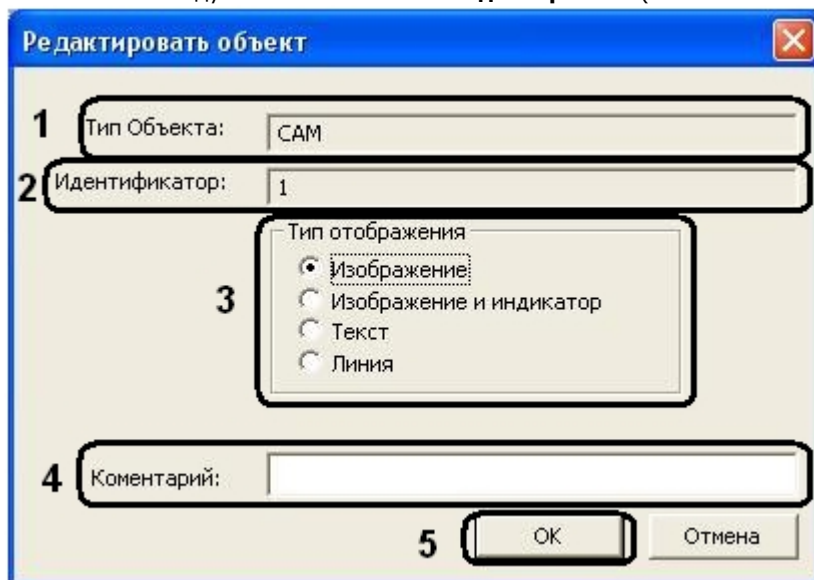 Редактировать объект
1 Тип Объекта: CAM
2 Идентификатор: 1
Тип отображения
Изображение
Изображение и индикатор
3
Текст
Линия
4 Коментарий:
5 OK Отмена